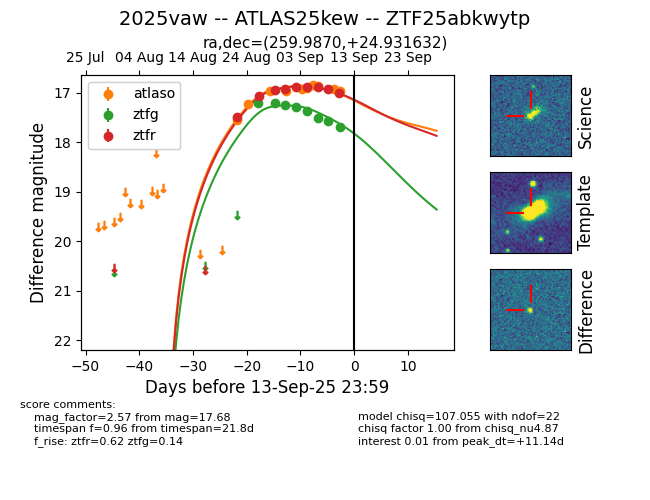 2025vaw -- ATLAS25kew -- ZTF25abkwytp
ra,dec=(259.9870,+24.931632)
25 Jul 04 Aug 14 Aug 24 Aug 03 Sep 13 Sep 23 Sep
atlaso
ztfg
ztfr
17
18
19
20
21
22
Difference magnitude
−50 −40 −30 −20 −10 0 10
Days before 13-Sep-25 23:59
Science
Template
Difference
score comments:
mag_factor=2.57 from mag=17.68
timespan f=0.96 from timespan=21.8d
f_rise: ztfr=0.62 ztfg=0.14
model chisq=107.055 with ndof=22
chisq factor 1.00 from chisq_nu4.87
interest 0.01 from peak_dt=+11.14d